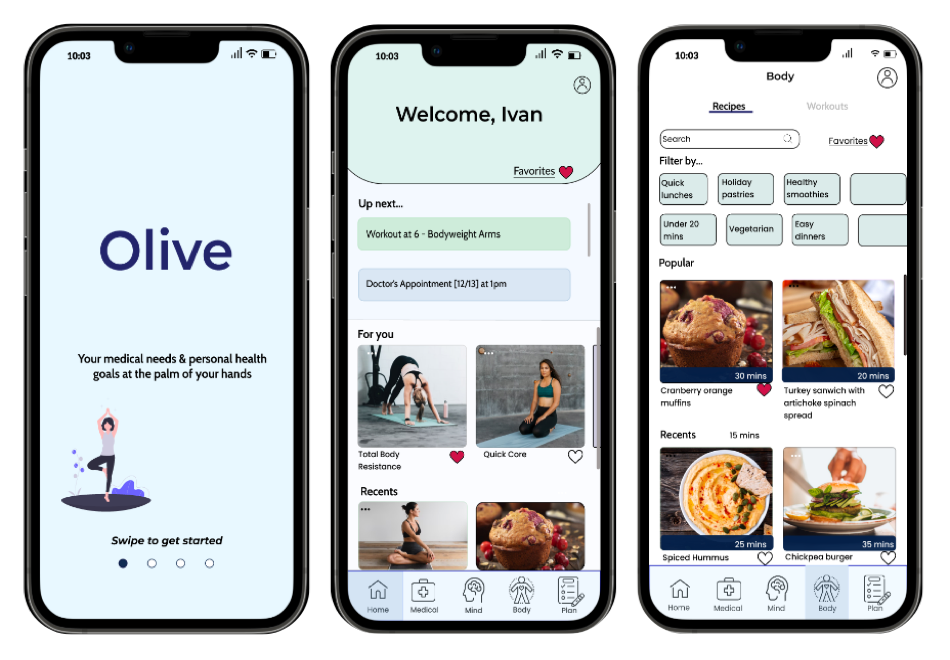 10:03
Olive
Your medical needs & personal health
goals at the palm of your hands
Swipe to get started
10:03
Welcome, Ivan
Favorites
Up next...
Workout at 6 - Bodyweight Arms
Doctor's Appointment [12/13] at 1pm
For you
Total Body
Resistance
Quick Core
Recents
Home
Medical
Mind
Body
Plan
10:03
Body
Recipes
Workouts
Search
Favorites
Filter by...
Quick
lunches
Holiday
pastries
Healthy
smoothies
Under 20
mins
Vegetarian
Easy
dinners
Popular
30 mins
20 mins
Cranberry orange
muffins
Turkey sanwich with
artichoke spinach
spread
Recents
15 mins
25 mins
35 mins
Spiced Hummus
Chickpea burger
Home
Medical
Mind
Body
Plan